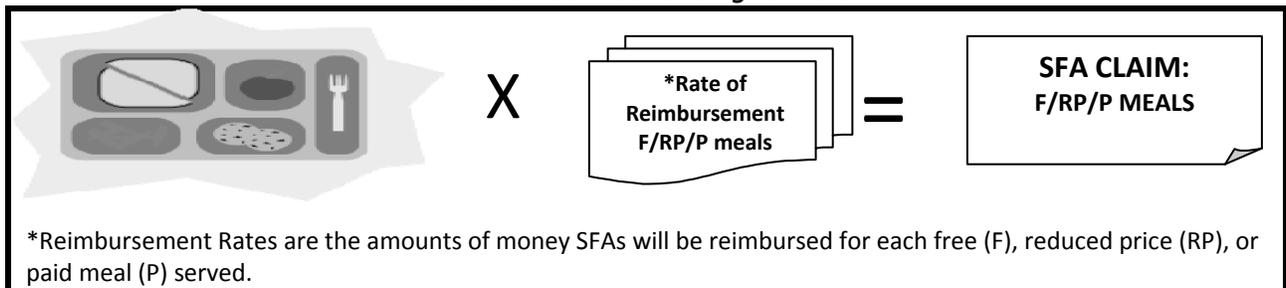 X
*Rate of
Reimbursement
F/RP/P meals
=
SFA CLAIM:
F/RP/P MEALS
*Reimbursement Rates are the amounts of money SFAs will be reimbursed for each free (F), reduced price (RP), or
paid meal (P) served.